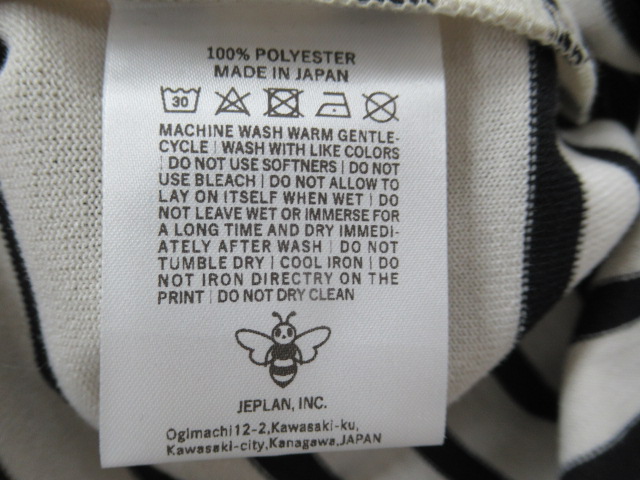 100% POLYESTER
MADE IN JAPAN
30
MACHINE WASH WARM GENTLE-
CYCLE | WASH WITH LIKE COLORS
| DO NOT USE SOFTNERS | DO NOT
USE BLEACH | DO NOT ALLOW TO
LAY ON ITSELF WHEN WET | DO
NOT LEAVE WET OR IMMERSE FOR
A LONG TIME AND DRY IMMEDI-
ATELY AFTER WASH | DO NOT
TUMBLE DRY | COOL IRON | DO
NOT IRON DIRECTRY ON THE
PRINT | DO NOT DRY CLEAN
JEPLAN, INC.
Ogimachi12-2,Kawasaki-ku,
Kawasaki-city,Kanagawa,JAPAN